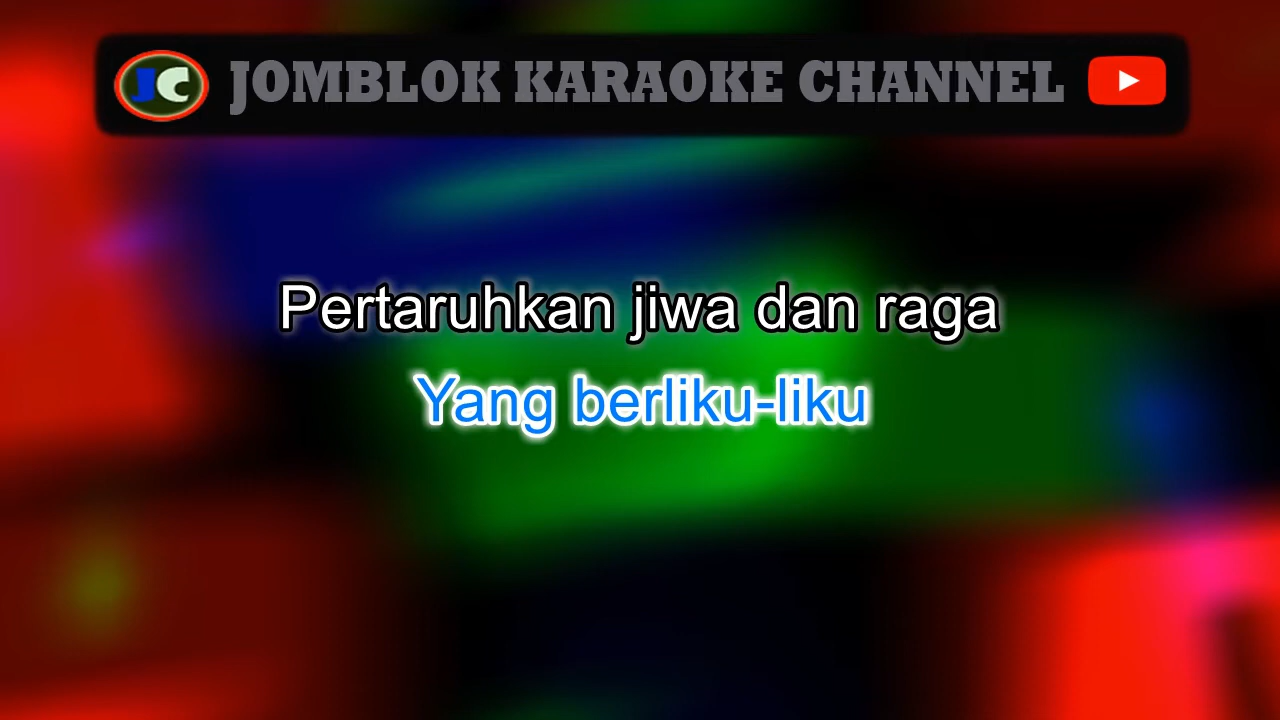 JC JOMBLOK KARAOKE CHANNEL
Pertaruhkan jiwa dan raga
Yang berliku-liku